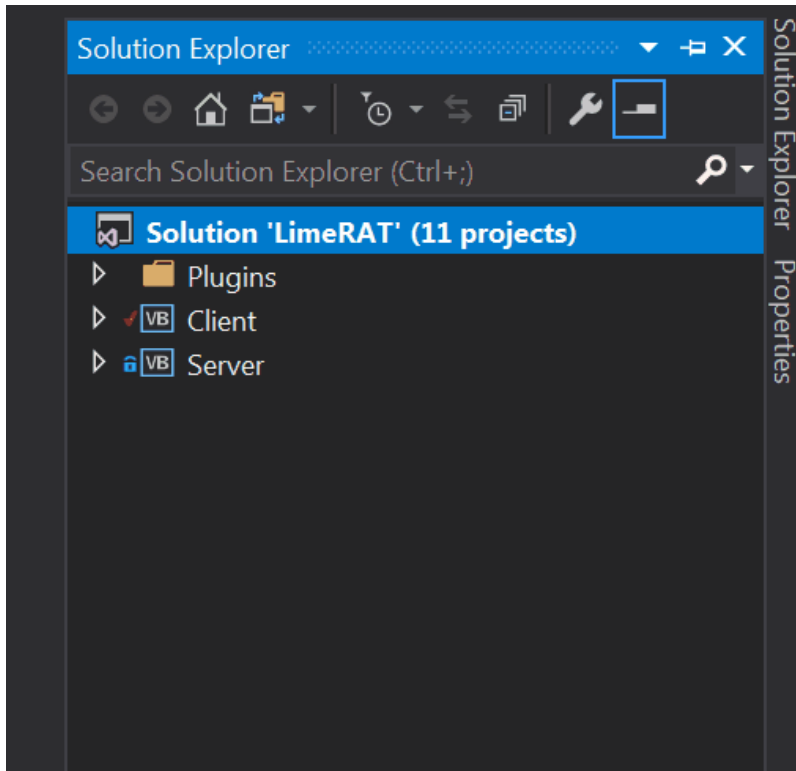 Solution Explorer
Search Solution Explorer (Ctrl+;)
Solution 'LimeRAT' (11 projects)
Plugins
VB Client
VB Server
Solution Explorer
Properties